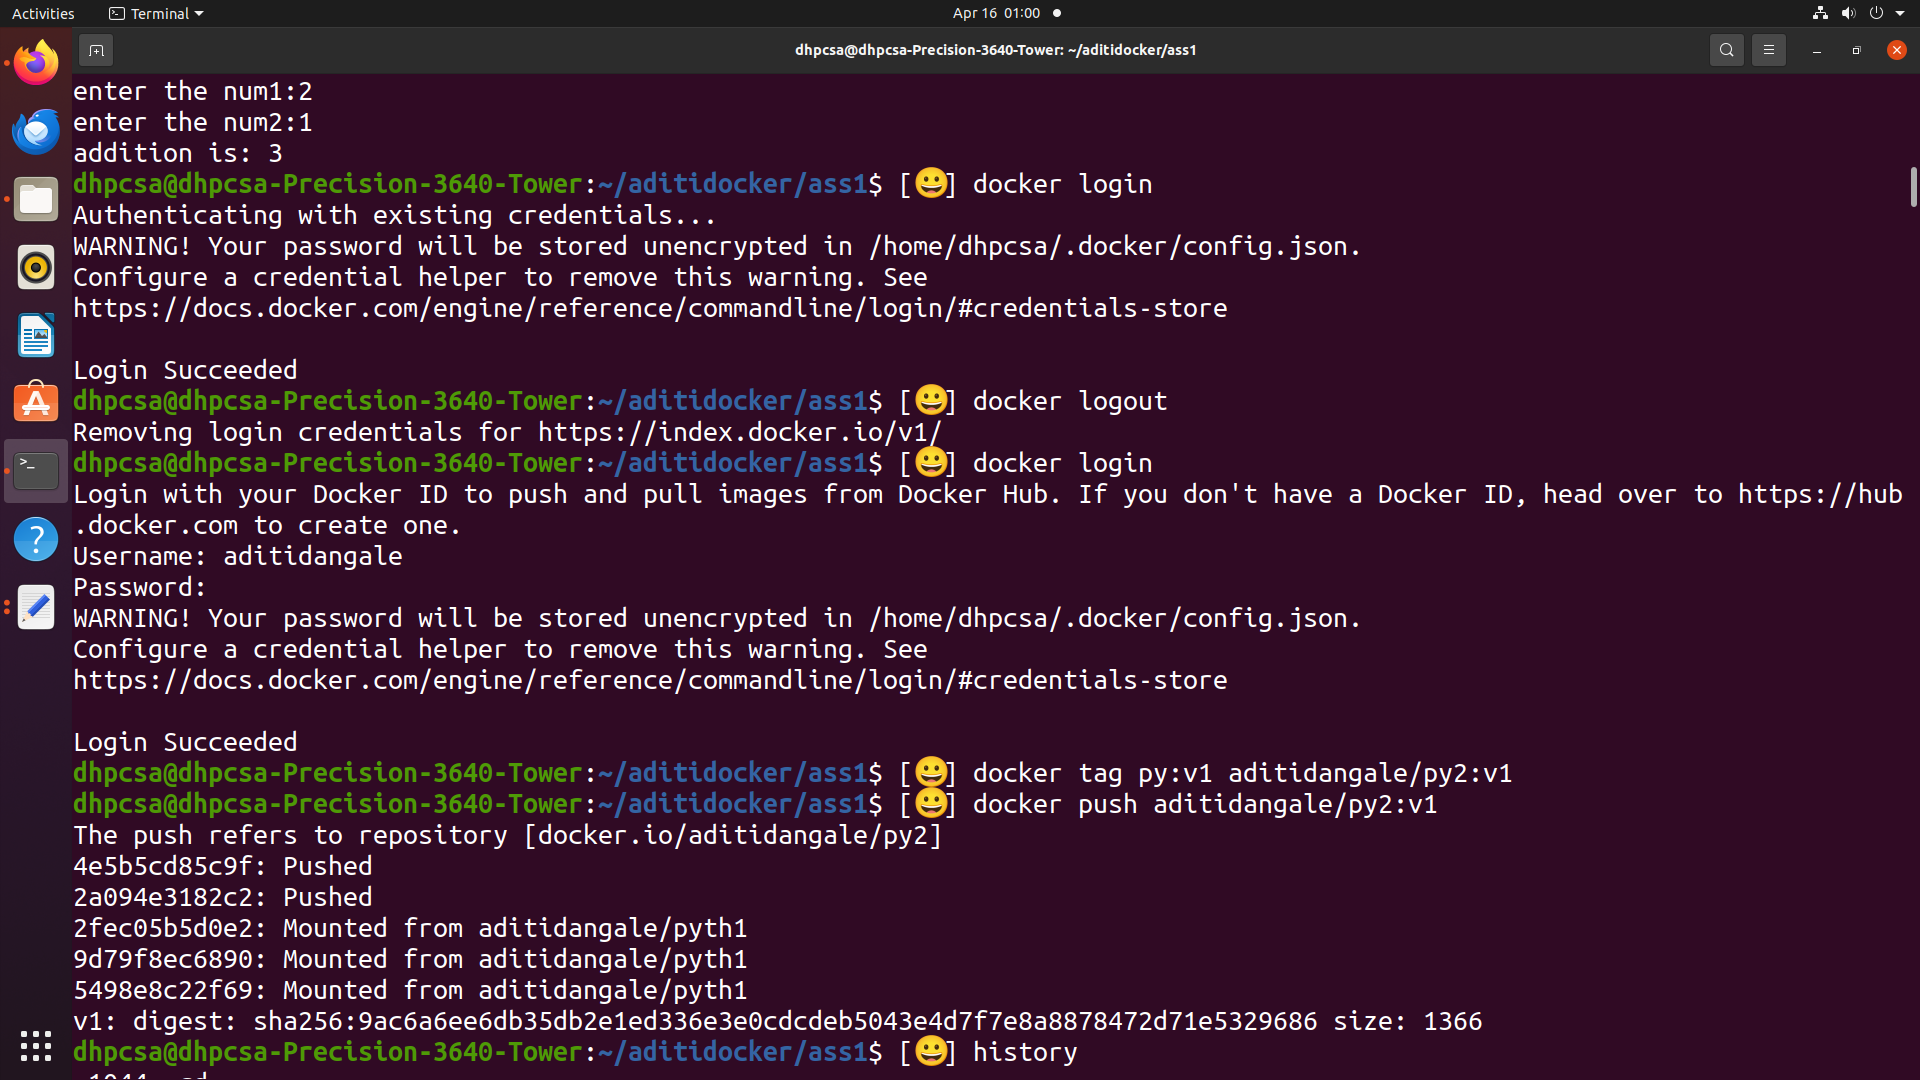 Activities
Terminal
Apr 16 01:00
dhpcsa@dhpcsa-Precision-3640-Tower: ~/aditidocker/ass1
enter the num1:2
enter the num2:1
addition is: 3
dhpcsa@dhpcsa-Precision-3640-Tower:~/aditidocker/ass1$ [😀] docker login
Authenticating with existing credentials...
WARNING! Your password will be stored unencrypted in /home/dhpcsa/.docker/config.json.
Configure a credential helper to remove this warning. See
https://docs.docker.com/engine/reference/commandline/login/#credentials-store
Login Succeeded
dhpcsa@dhpcsa-Precision-3640-Tower:~/aditidocker/ass1$ [😀] docker logout
Removing login credentials for https://index.docker.io/v1/
dhpcsa@dhpcsa-Precision-3640-Tower:~/aditidocker/ass1$ [😀] docker login
Login with your Docker ID to push and pull images from Docker Hub. If you don't have a Docker ID, head over to https://hub
.docker.com to create one.
Username: aditidangale
Password:
WARNING! Your password will be stored unencrypted in /home/dhpcsa/.docker/config.json.
Configure a credential helper to remove this warning. See
https://docs.docker.com/engine/reference/commandline/login/#credentials-store
Login Succeeded
dhpcsa@dhpcsa-Precision-3640-Tower:~/aditidocker/ass1$ [😀] docker tag py:v1 aditidangale/py2:v1
dhpcsa@dhpcsa-Precision-3640-Tower:~/aditidocker/ass1$ [😀] docker push aditidangale/py2:v1
The push refers to repository [docker.io/aditidangale/py2]
4e5b5cd85c9f: Pushed
2a094e3182c2: Pushed
2fec05b5d0e2: Mounted from aditidangale/pyth1
9d79f8ec6890: Mounted from aditidangale/pyth1
5498e8c22f69: Mounted from aditidangale/pyth1
v1: digest: sha256:9ac6a6ee6db35db2e1ed336e3e0cdcdeb5043e4d7f7e8a8878472d71e5329686 size: 1366
dhpcsa@dhpcsa-Precision-3640-Tower:~/aditidocker/ass1$ [😀] history